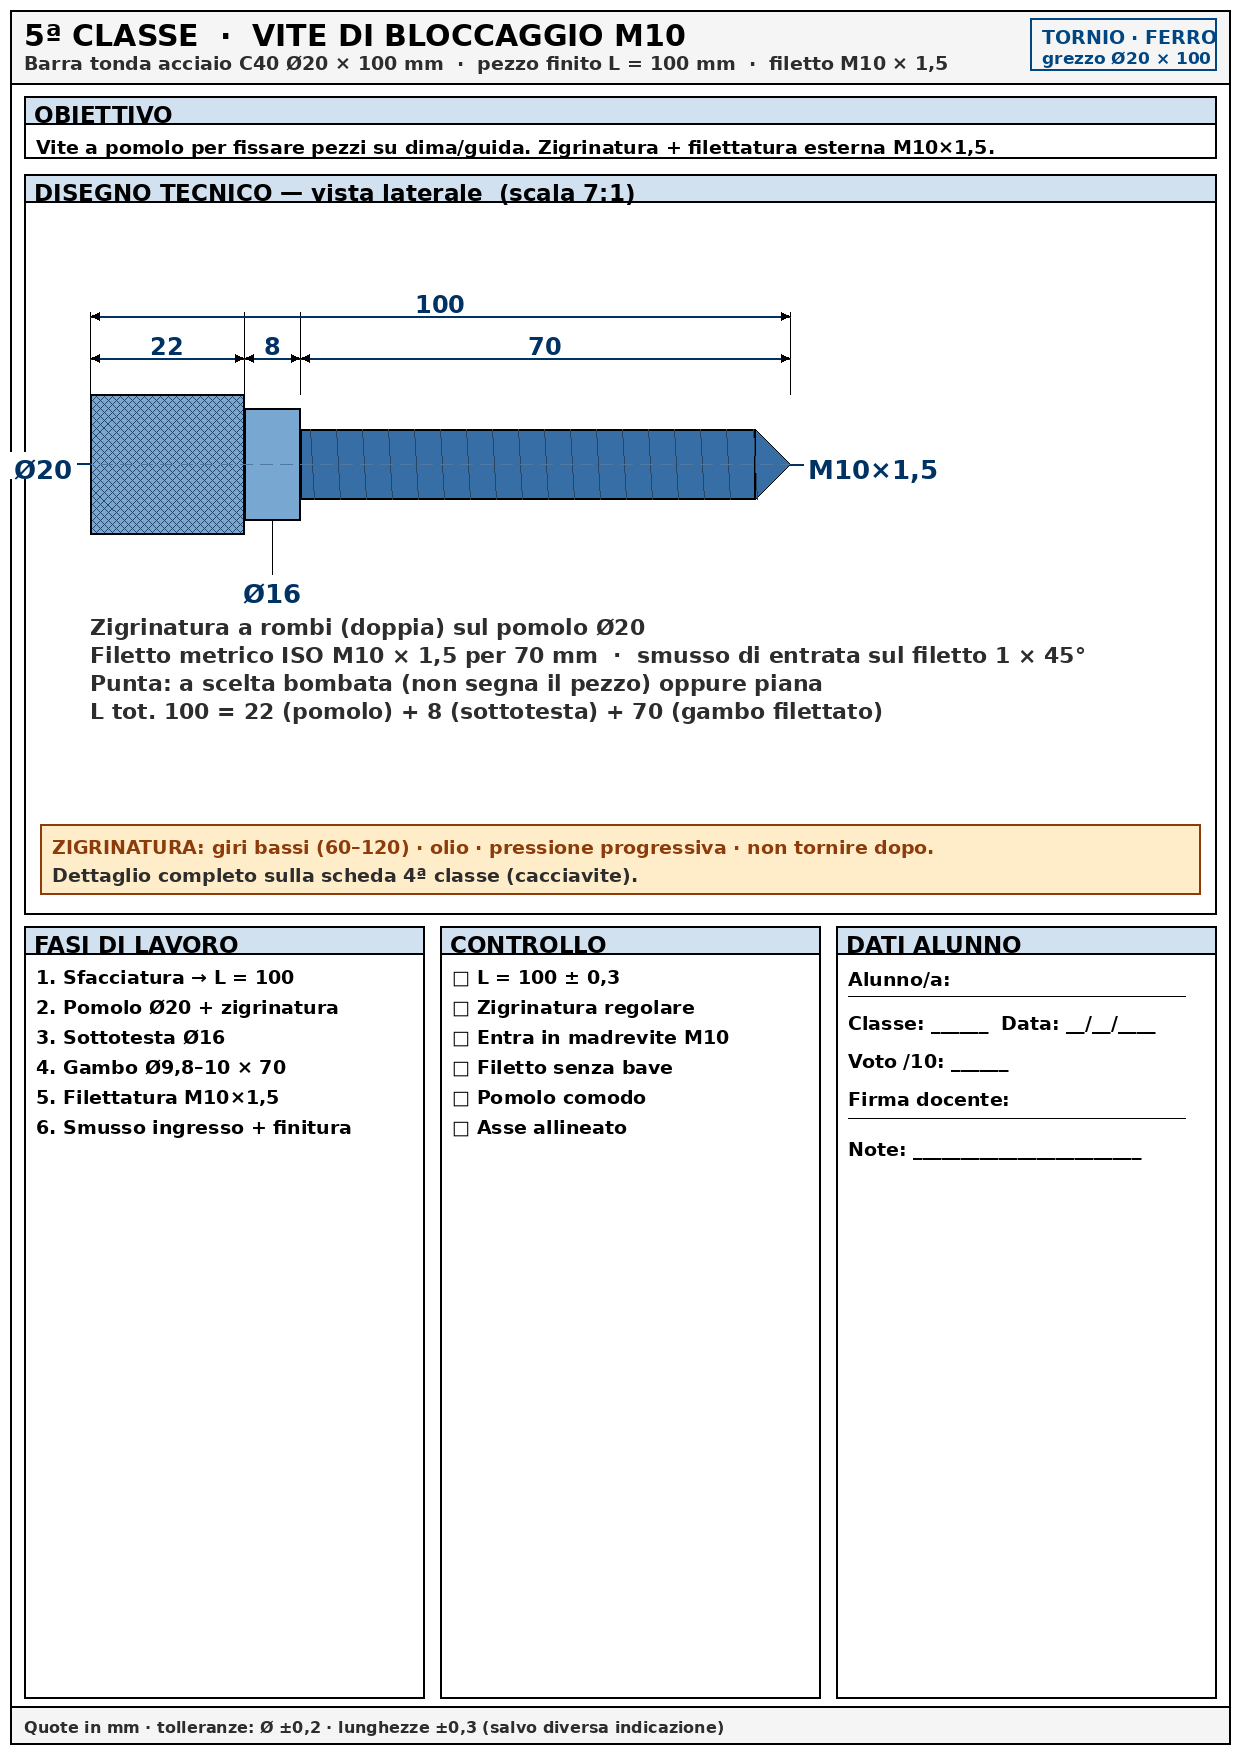 5ª CLASSE · VITE DI BLOCCAGGIO M10
Barra tonda acciaio C40 Ø20 × 100 mm · pezzo finito L = 100 mm · filetto M10 × 1,5
TORNIO · FERRO
grezzo Ø20 × 100
OBIETTIVO
Vite a pomolo per fissare pezzi su dima/guida. Zigrinatura + filettatura esterna M10×1,5.
DISEGNO TECNICO — vista laterale (scala 7:1)
100
22
8
70
Ø20
M10×1,5
Ø16
Zigrinatura a rombi (doppia) sul pomolo Ø20
Filetto metrico ISO M10 × 1,5 per 70 mm · smusso di entrata sul filetto 1 × 45°
Punta: a scelta bombata (non segna il pezzo) oppure piana
L tot. 100 = 22 (pomolo) + 8 (sottotesta) + 70 (gambo filettato)
ZIGRINATURA: giri bassi (60–120) · olio · pressione progressiva · non tornire dopo.
Dettaglio completo sulla scheda 4ª classe (cacciavite).
FASI DI LAVORO
1. Sfacciatura → L = 100
2. Pomolo Ø20 + zigrinatura
3. Sottotesta Ø16
4. Gambo Ø9,8–10 × 70
5. Filettatura M10×1,5
6. Smusso ingresso + finitura
CONTROLLO
□ L = 100 ± 0,3
□ Zigrinatura regolare
□ Entra in madrevite M10
□ Filetto senza bave
□ Pomolo comodo
□ Asse allineato
DATI ALUNNO
Alunno/a:
Classe: ______ Data: __/__/____
Voto /10: ______
Firma docente:
Note: ________________________
Quote in mm · tolleranze: Ø ±0,2 · lunghezze ±0,3 (salvo diversa indicazione)